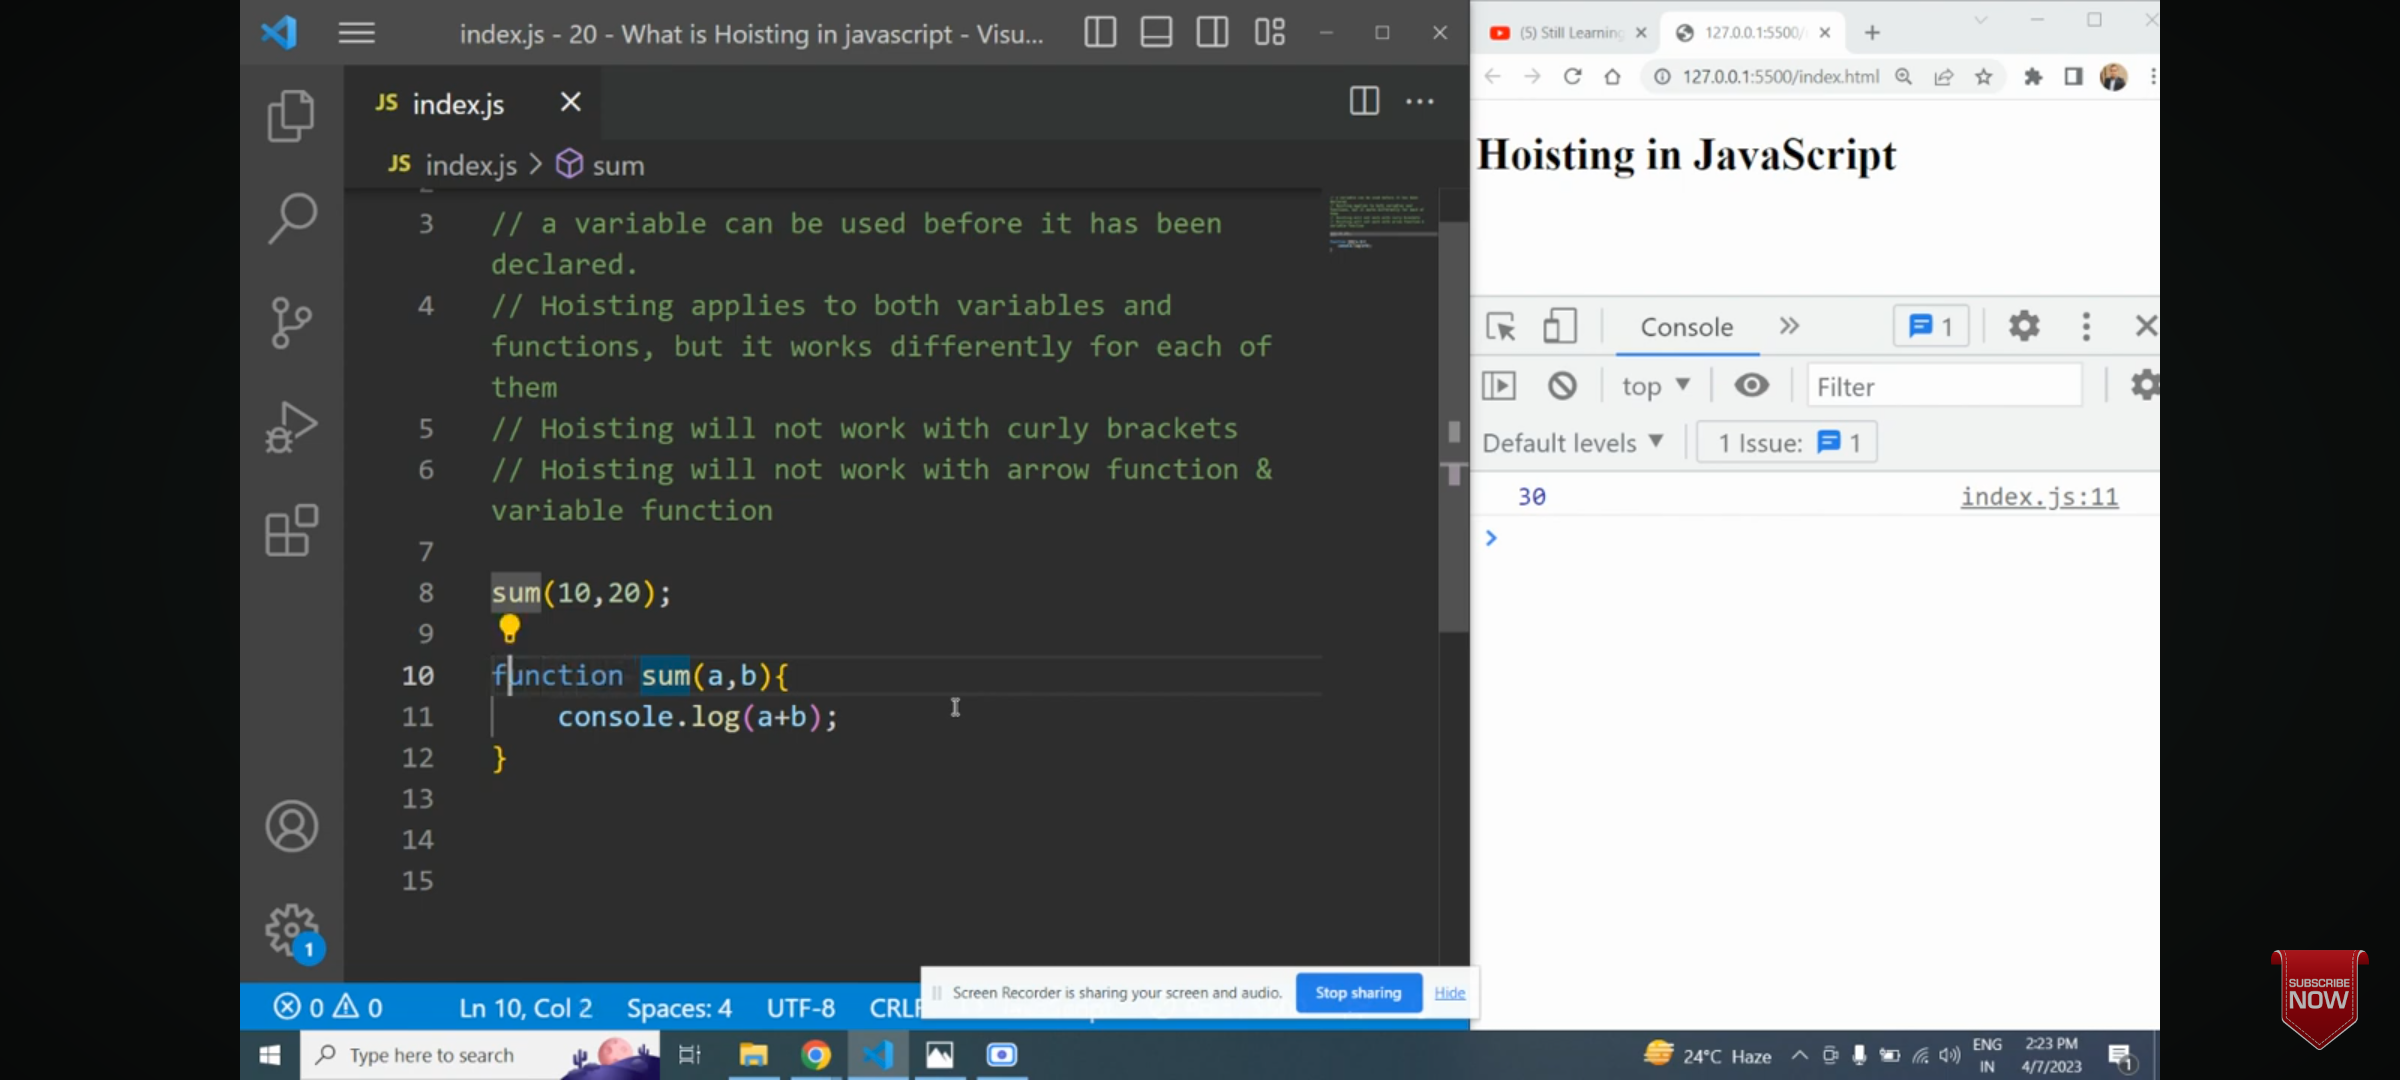 index.js - 20 - What is Hoisting in javascript - Visu...
JS index.js
JS index.js > sum
2
3 // a variable can be used before it has been
declared.
4 // Hoisting applies to both variables and
functions, but it works differently for each of
them
5 // Hoisting will not work with curly brackets
6 // Hoisting will not work with arrow function &
variable function
7
8 sum(10,20);
9
10 function sum(a,b){
11 console.log(a+b);
12 }
13
14
15
1
0 0 Ln 10, Col 2 Spaces: 4 UTF-8 CRLF
Screen Recorder is sharing your screen and audio. Stop sharing Hide
(5) Still Learning 127.0.0.1:5500/
127.0.0.1:5500/index.html
Hoisting in JavaScript
Console 1
top Filter
Default levels 1 Issue: 1
30 index.js:11
SUBSCRIBE
NOW
Type here to search
24°C Haze
ENG
IN
2:23 PM
4/7/2023
1